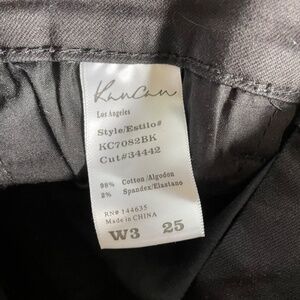 KanCan
Los Angeles
Style/Estilo#
KC7082BK
Cut#34442
98% Cotton/Algodon
2% Spandex/Elastano
RN# 144635
Made in CHINA
W3 25